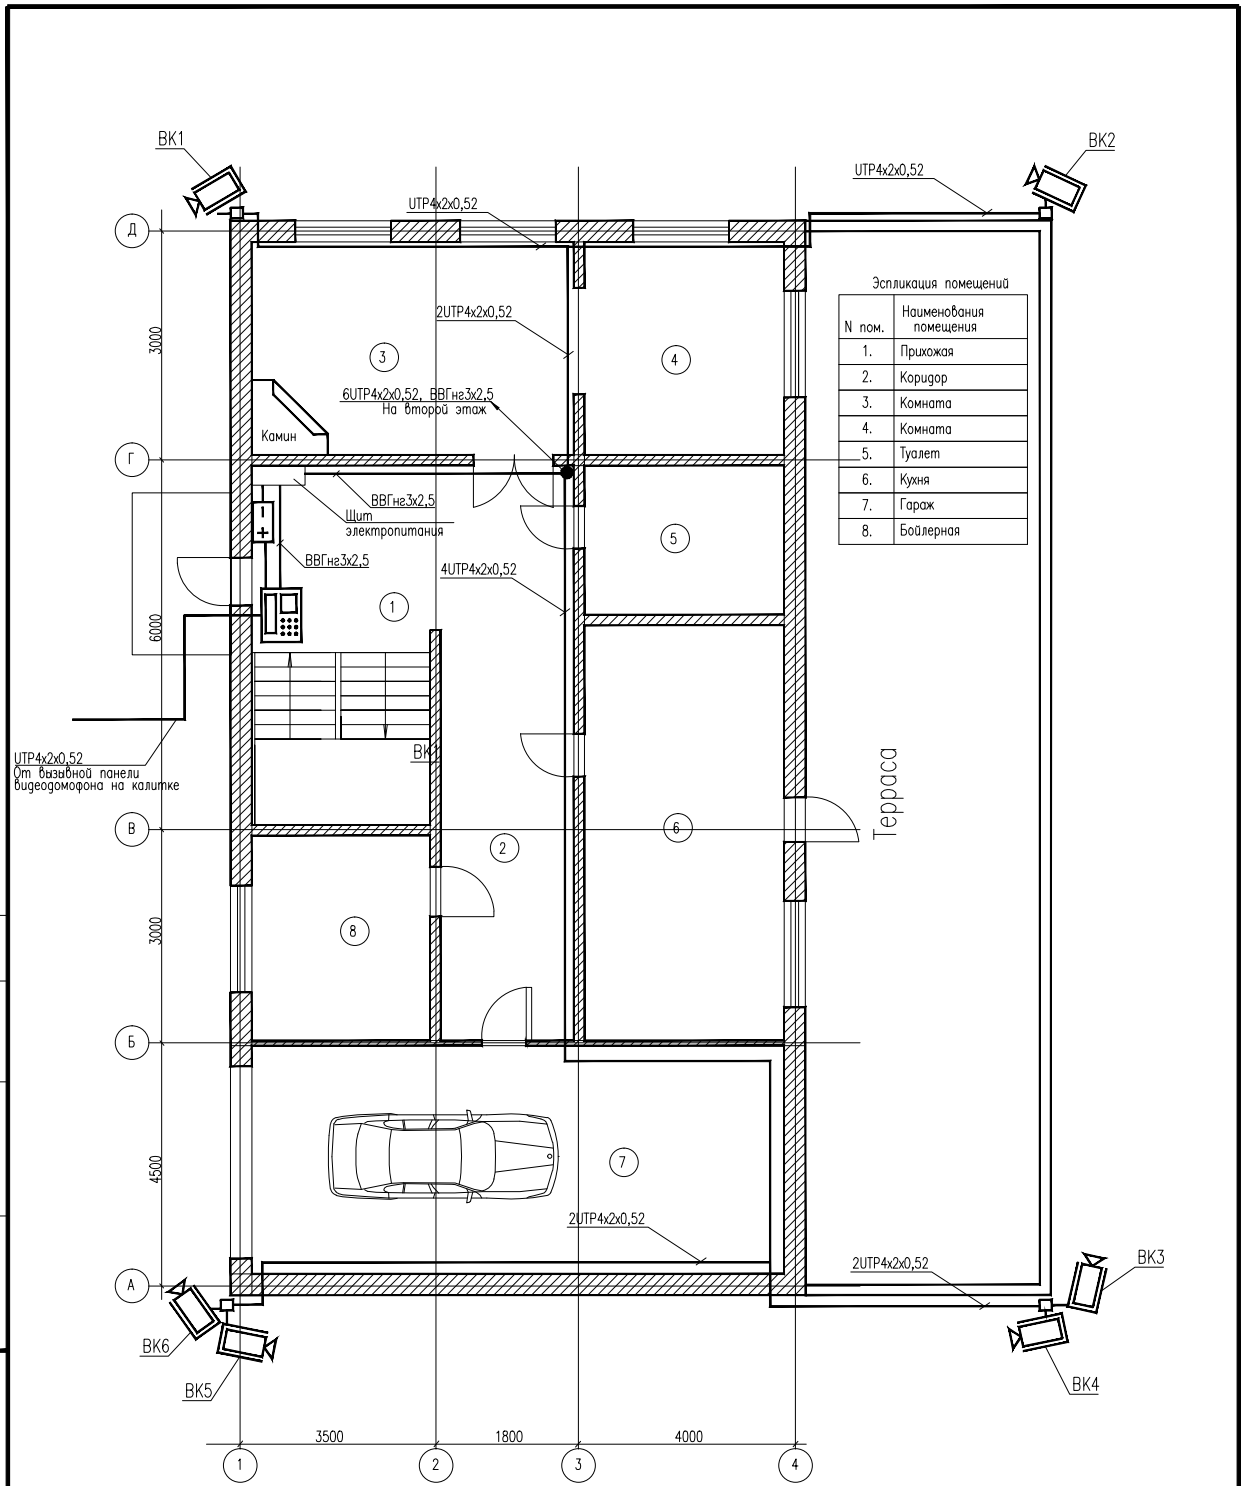 ВК1
ВК2
UTP4x2x0,52
UTP4x2x0,52
Д
Эспликация помещений
N пом.
Наименования
помещения
1.
Прихожая
2.
Коридор
3.
Комната
4.
Комната
5.
Туалет
6.
Кухня
7.
Гараж
8.
Бойлерная
2UTP4x2x0,52
3000
3
4
6UTP4x2x0,52, ВВГнг3х2,5
На второй этаж
Камин
Г
ВВГнг3х2,5
Щит
электропитания
5
ВВГнг3х2,5
4UTP4x2x0,52
1
6000
UTP4x2x0,52
От вызывной панели
видеодомофона на калитке
ВК1
Терраса
В
2
6
8
3000
Б
7
4500
2UTP4x2x0,52
2UTP4x2x0,52
ВК3
А
ВК6
ВК5
ВК4
3500
1800
4000
1
2
3
4